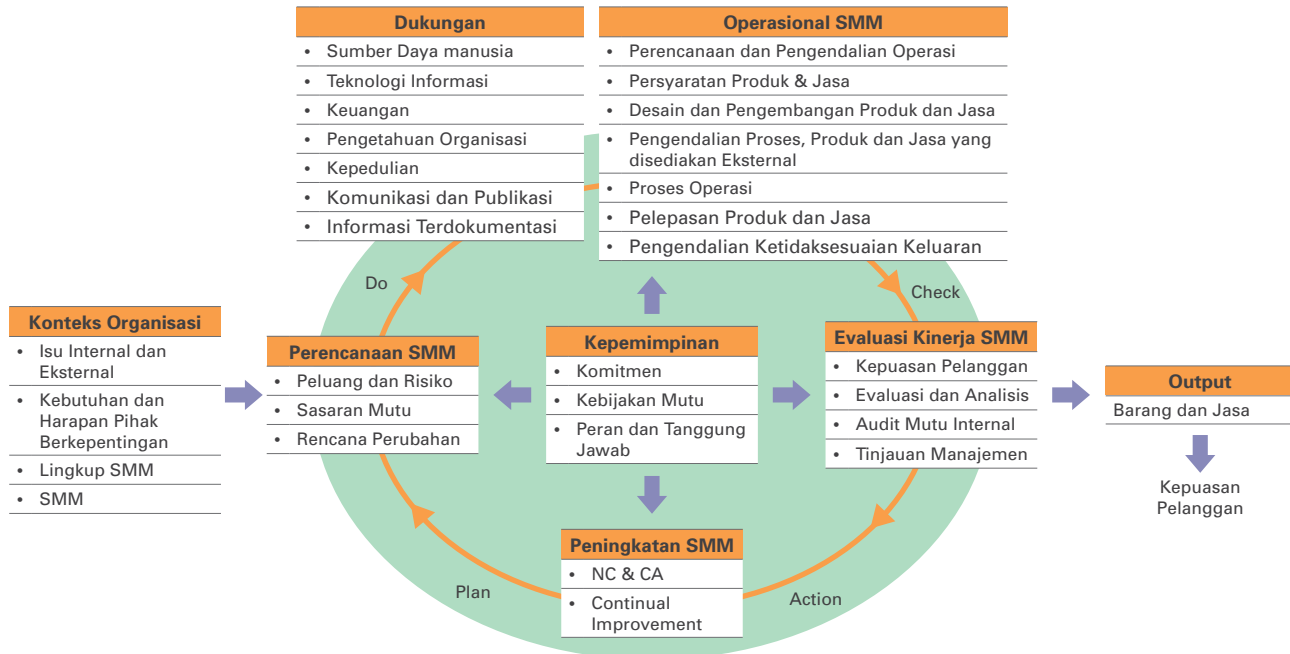 Dukungan
• Sumber Daya manusia
• Teknologi Informasi
• Keuangan
• Pengetahuan Organisasi
• Kepedulian
• Komunikasi dan Publikasi
• Informasi Terdokumentasi
Operasional SMM
• Perencanaan dan Pengendalian Operasi
• Persyaratan Produk & Jasa
• Desain dan Pengembangan Produk dan Jasa
• Pengendalian Proses, Produk dan Jasa yang
disediakan Eksternal
• Proses Operasi
• Pelepasan Produk dan Jasa
• Pengendalian Ketidaksesuaian Keluaran
Do
Check
Konteks Organisasi
• Isu Internal dan
Eksternal
• Kebutuhan dan
Harapan Pihak
Berkepentingan
• Lingkup SMM
• SMM
Perencanaan SMM
• Peluang dan Risiko
• Sasaran Mutu
• Rencana Perubahan
Kepemimpinan
• Komitmen
• Kebijakan Mutu
• Peran dan Tanggung
Jawab
Evaluasi Kinerja SMM
• Kepuasan Pelanggan
• Evaluasi dan Analisis
• Audit Mutu Internal
• Tinjauan Manajemen
Output
Barang dan Jasa
Kepuasan
Pelanggan
Peningkatan SMM
• NC & CA
• Continual
Improvement
Plan
Action